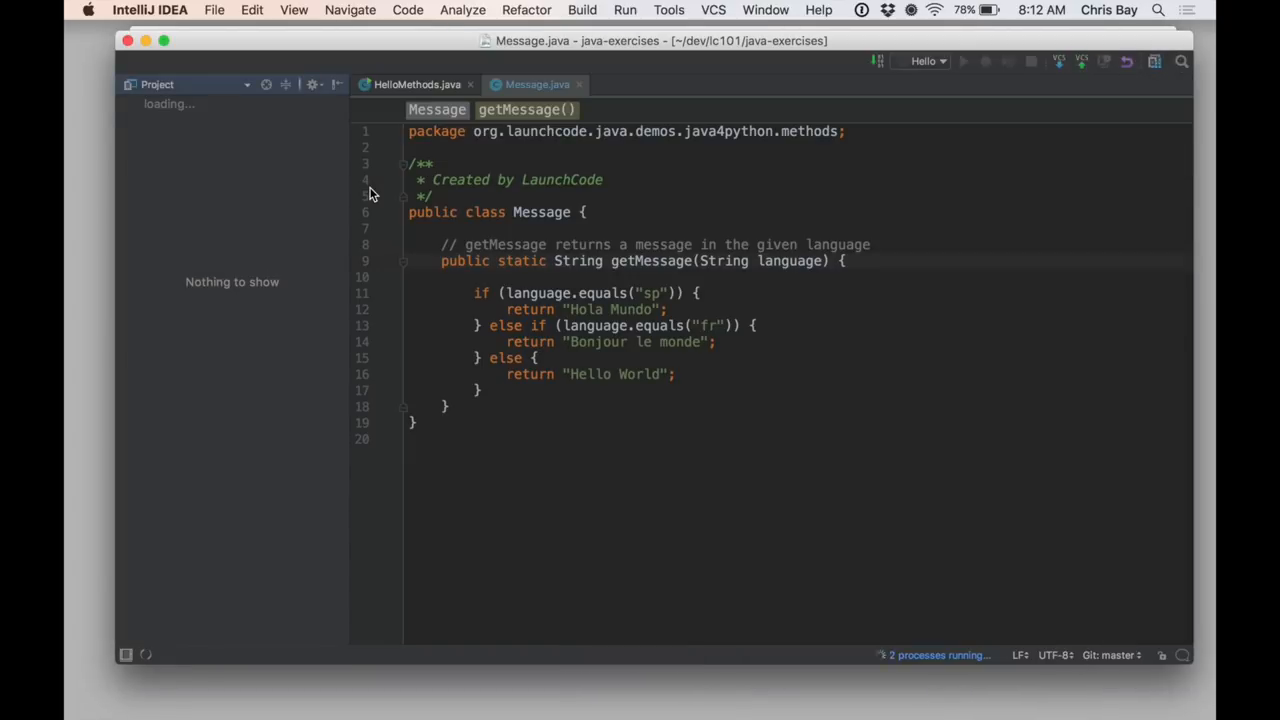 IntelliJ IDEA File Edit View Navigate Code Analyze Refactor Build Run Tools VCS Window Help 78% 8:12 AM Chris Bay
Message.java - java-exercises - [~/dev/lc101/java-exercises]
Hello VCS VCS
Project HelloMethods.java Message.java
loading...
Nothing to show
Message getMessage()
1 package org.launchcode.java.demos.java4python.methods;
2
3 /**
4 * Created by LaunchCode
5 */
6 public class Message {
7
8 // getMessage returns a message in the given language
9 public static String getMessage(String language) {
10
11 if (language.equals("sp")) {
12 return "Hola Mundo";
13 } else if (language.equals("fr")) {
14 return "Bonjour le monde";
15 } else {
16 return "Hello World";
17 }
18 }
19 }
20
2 processes running... LF UTF-8 Git: master